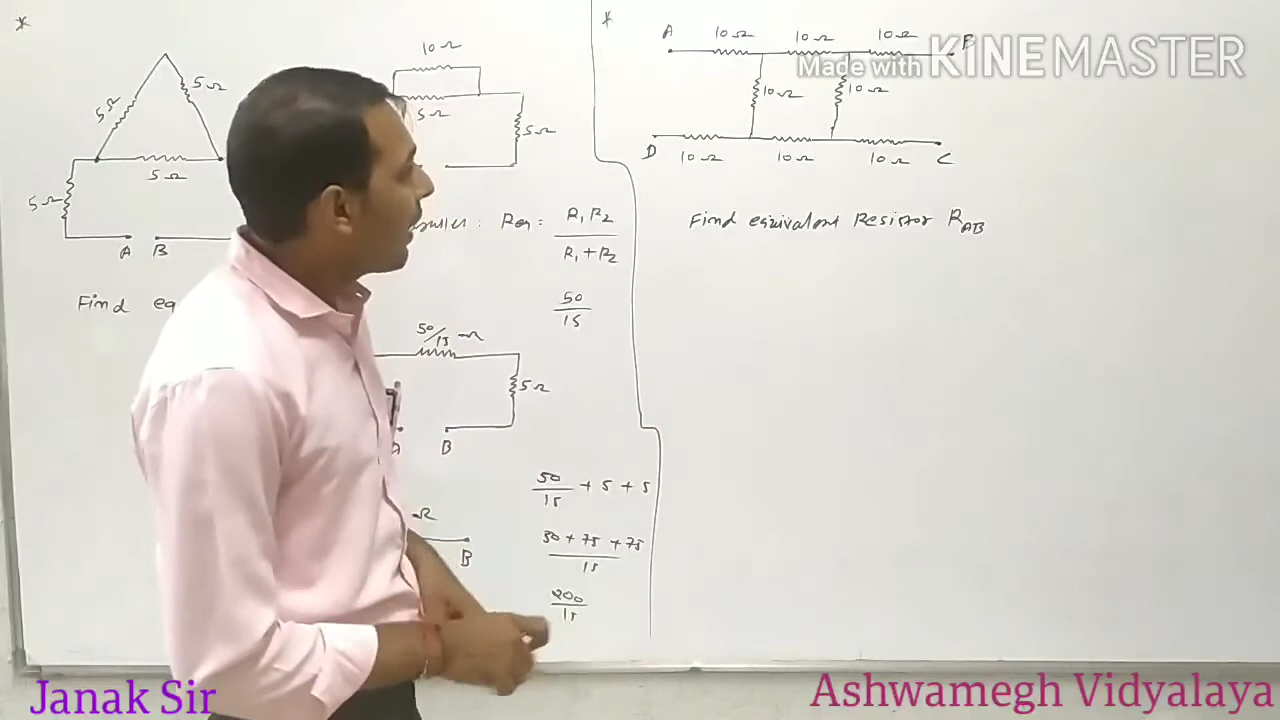 *
5Ω
5Ω
5Ω
5Ω
A B
Find
10Ω
5Ω
5Ω
Req = R₁R₂ / R₁+R₂
50/15
50/15 Ω
5Ω
B
50/15 + 5 + 5
50 + 75 + 75 / 15
200/15
Ω
B
*
A 10Ω 10Ω 10Ω
Made with KINEMASTER
10Ω 10Ω
D 10Ω 10Ω 10Ω C
Find equivalent Resistor R_AB
Janak Sir
Ashwamegh Vidyalaya